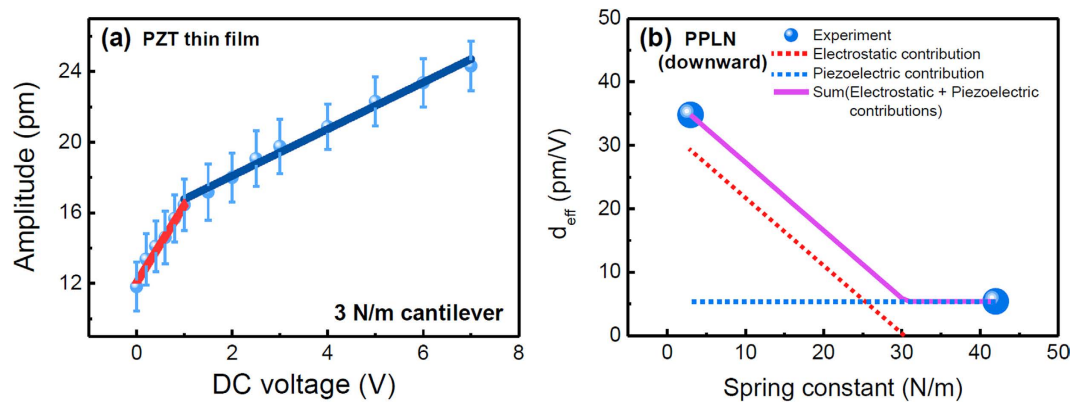 (a) PZT thin film
24
20
16
12
Amplitude (pm)
3 N/m cantilever
0 2 4 6 8
DC voltage (V)
(b) PPLN
(downward)
Experiment
Electrostatic contribution
Piezoelectric contribution
Sum(Electrostatic + Piezoelectric
contributions)
50
40
30
20
10
0
d_eff (pm/V)
0 10 20 30 40 50
Spring constant (N/m)